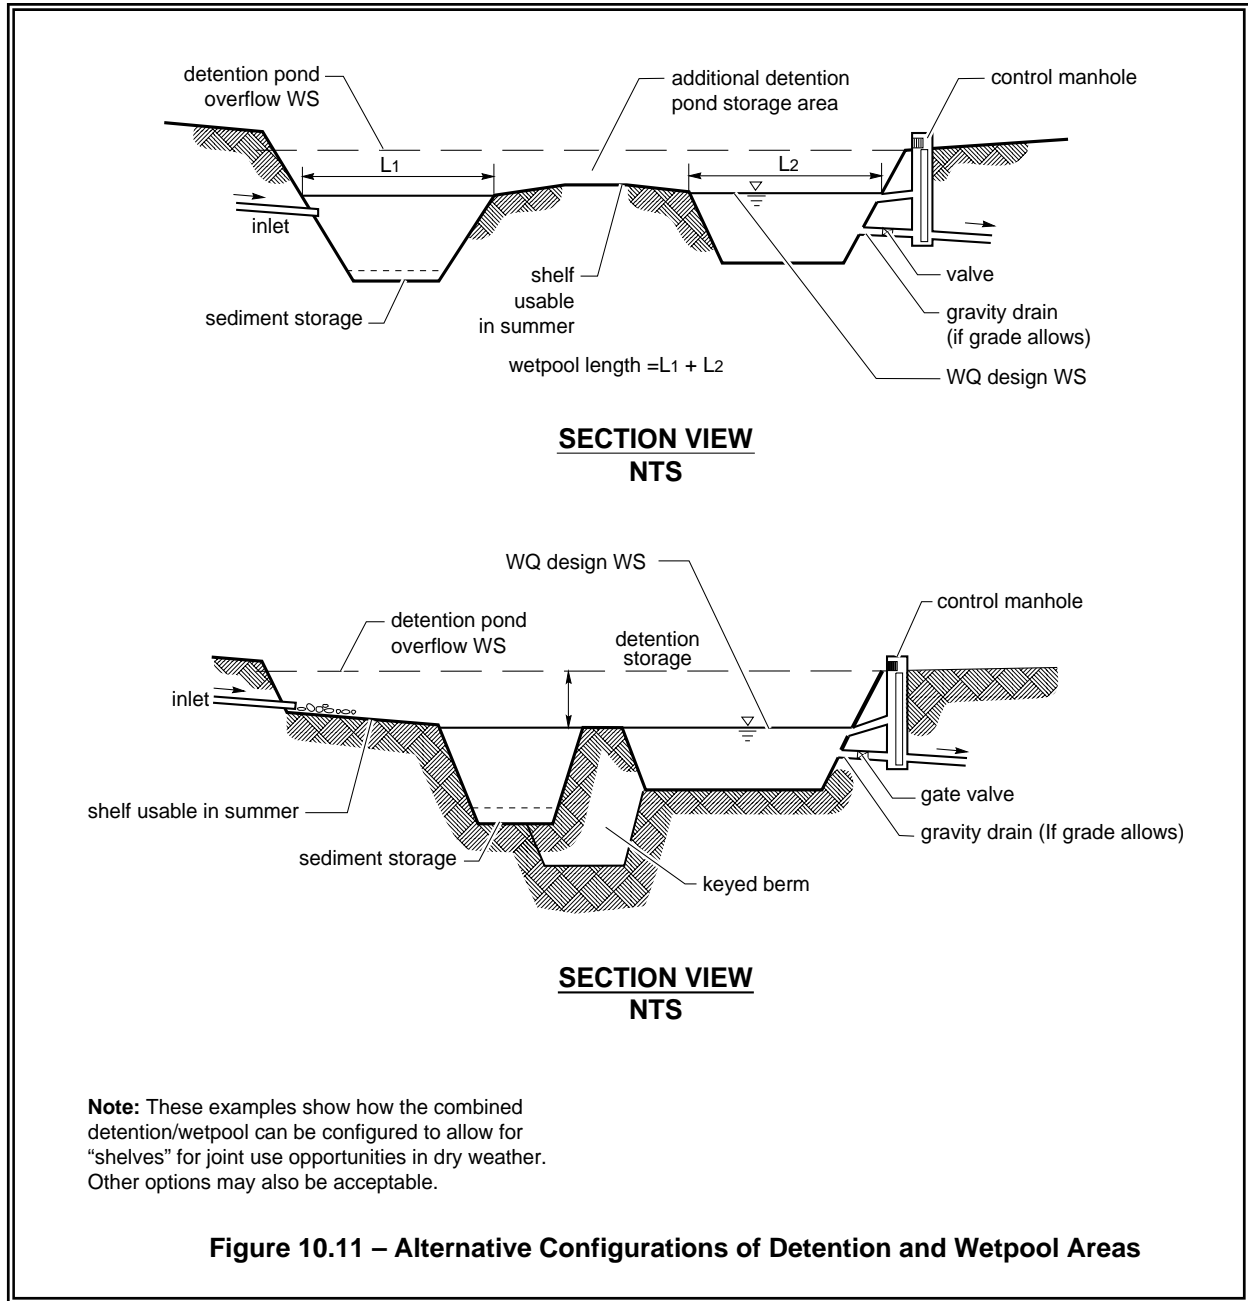 detention pond
overflow WS
additional detention
pond storage area
control manhole
L1
L2
inlet
sediment storage
shelf
usable
in summer
valve
gravity drain
(if grade allows)
WQ design WS
wetpool length =L1 + L2
SECTION VIEW
NTS
WQ design WS
detention pond
overflow WS
detention
storage
control manhole
inlet
shelf usable in summer
sediment storage
keyed berm
gate valve
gravity drain (If grade allows)
SECTION VIEW
NTS
Note: These examples show how the combined
detention/wetpool can be configured to allow for
“shelves” for joint use opportunities in dry weather.
Other options may also be acceptable.
Figure 10.11 – Alternative Configurations of Detention and Wetpool Areas